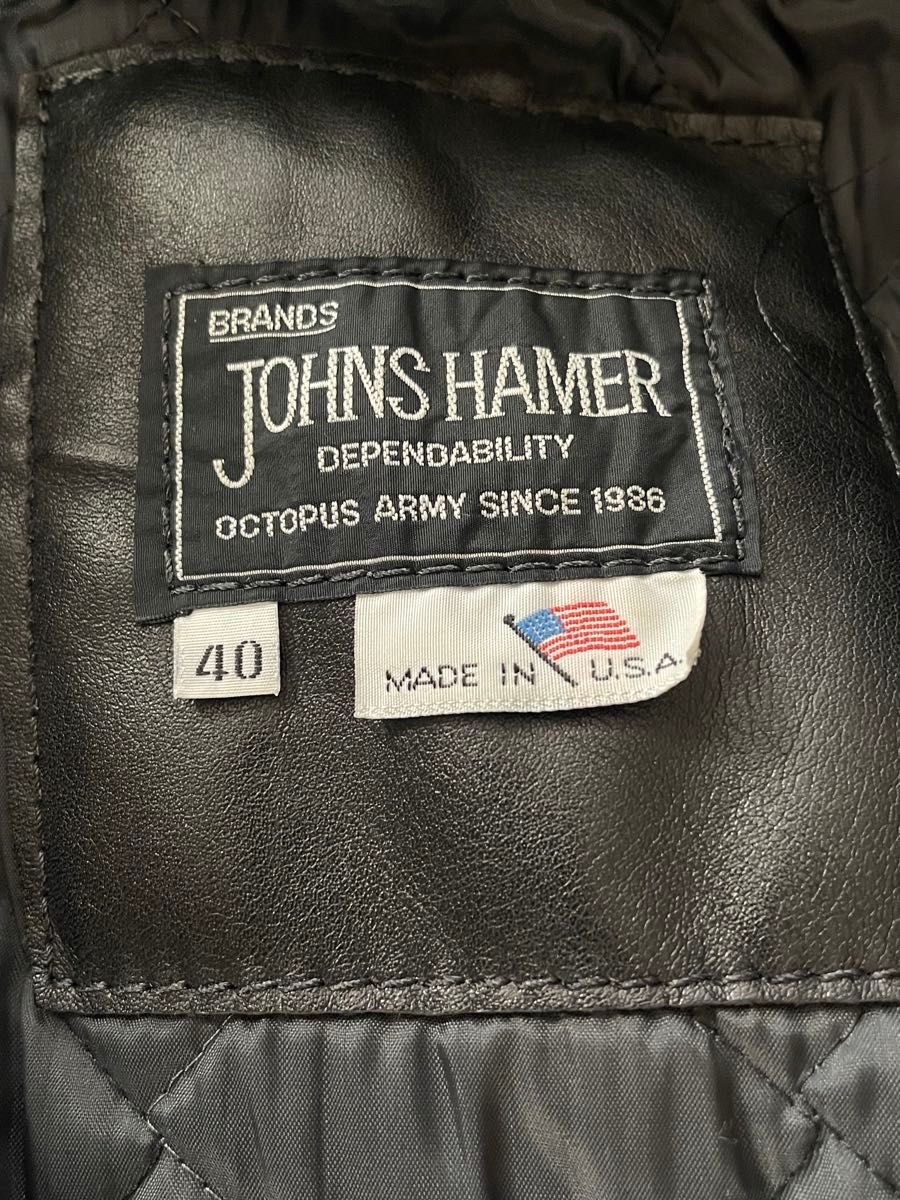 BRANDS
JOHNS HAMER
DEPENDABILITY
OCTOPUS ARMY SINCE 1986
40
MADE IN U.S.A.